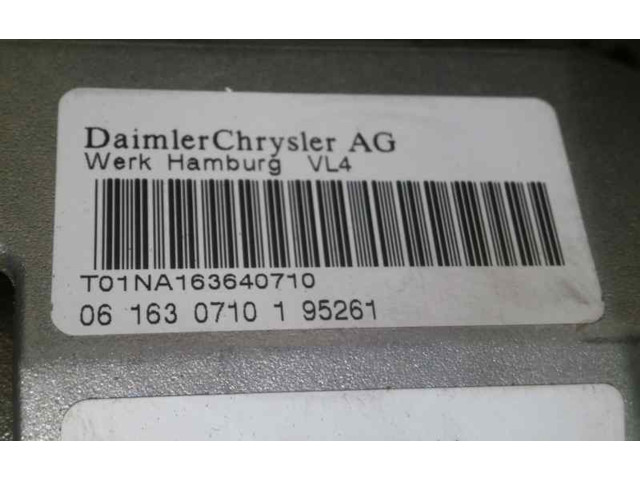 DaimlerChrysler AG
Werk Hamburg VL4
T01NA163640710
06 163 0710 1 95261